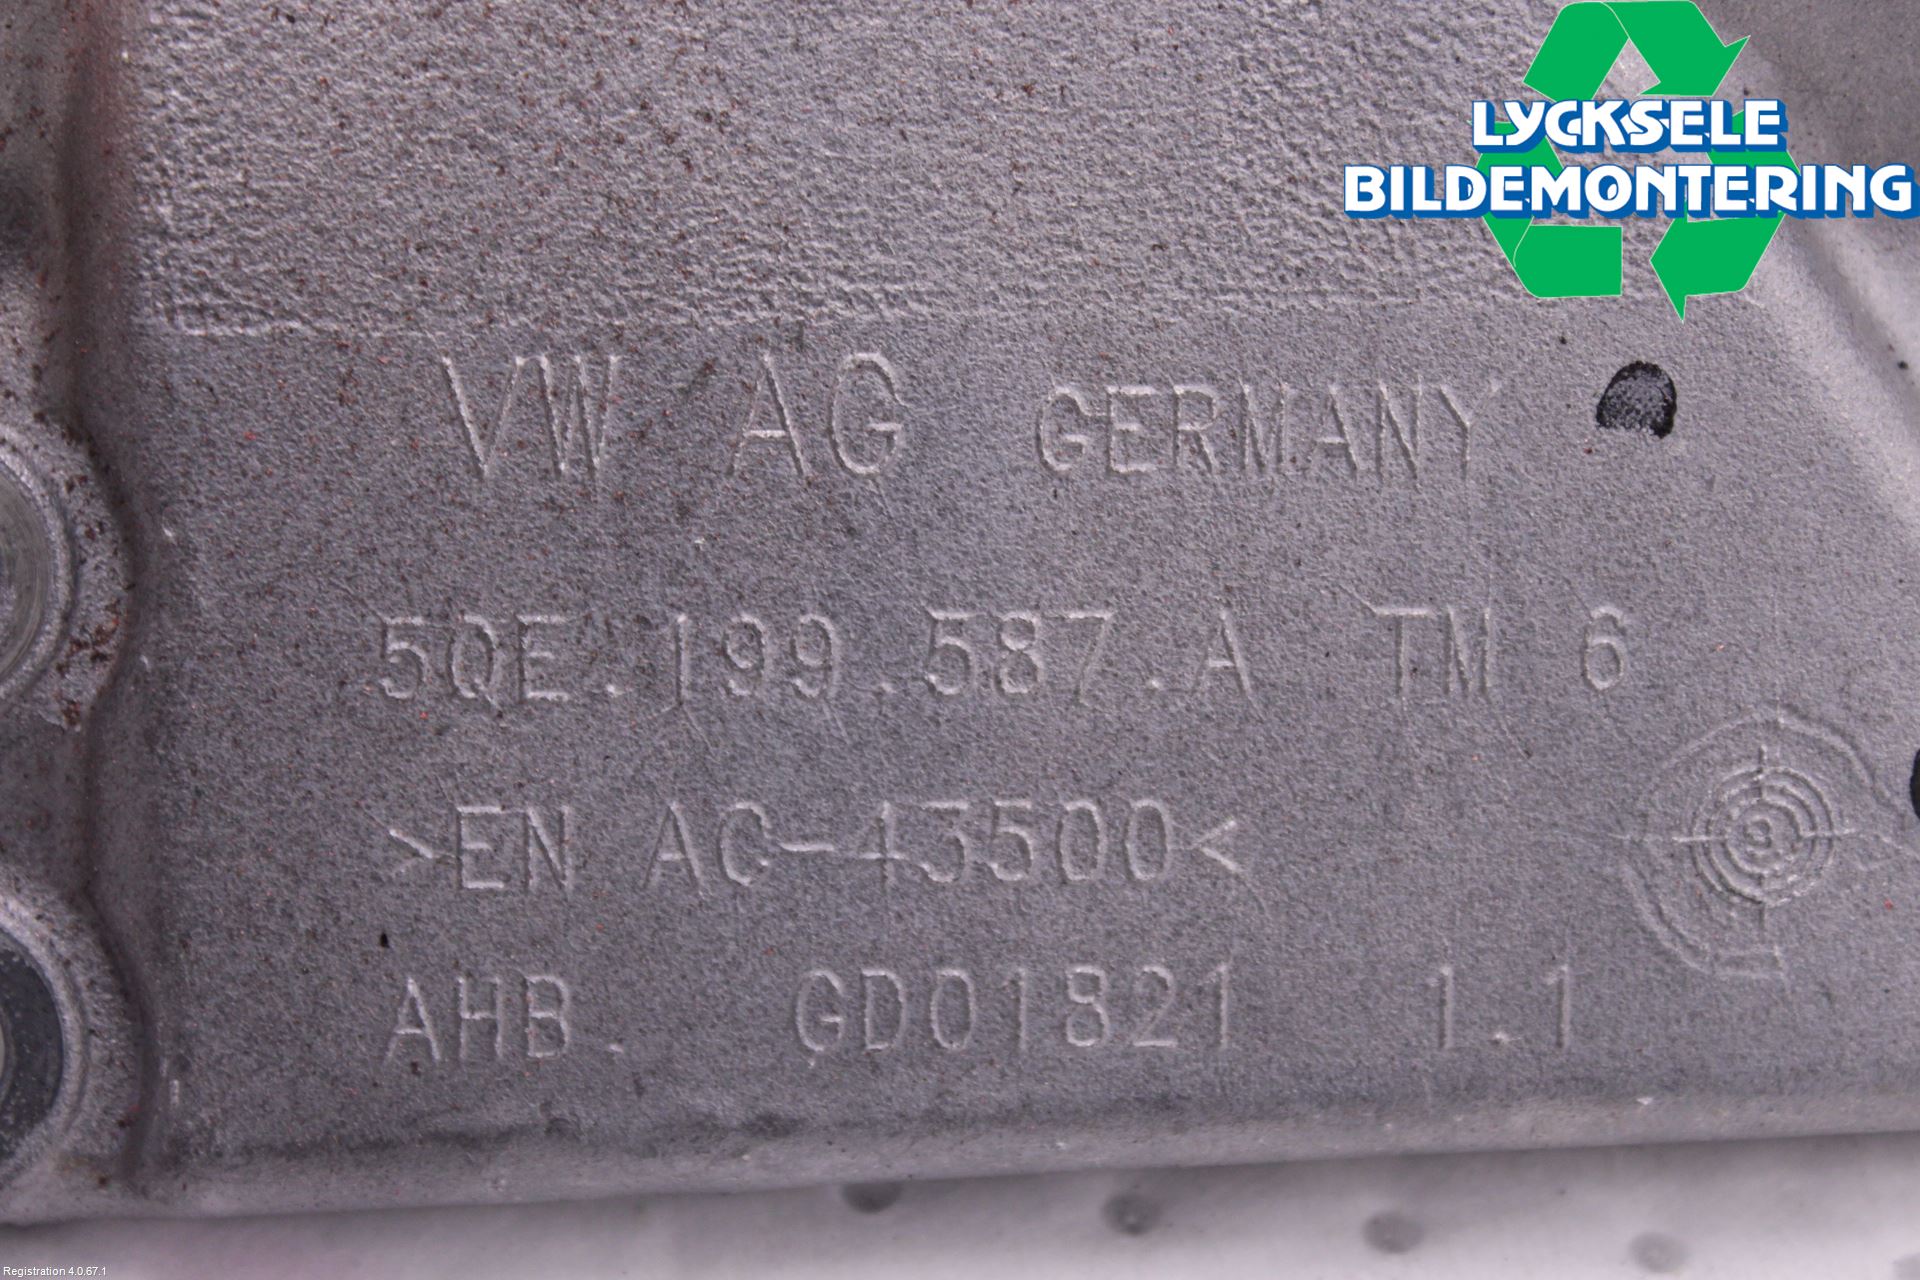 LYCKSELE
BILDEMONTERING
VW AG GERMANY
5QE.199.587.A TM 6
>EN AC-43500<
AHB. GD01821 1.1
Registration 4.0.67.1